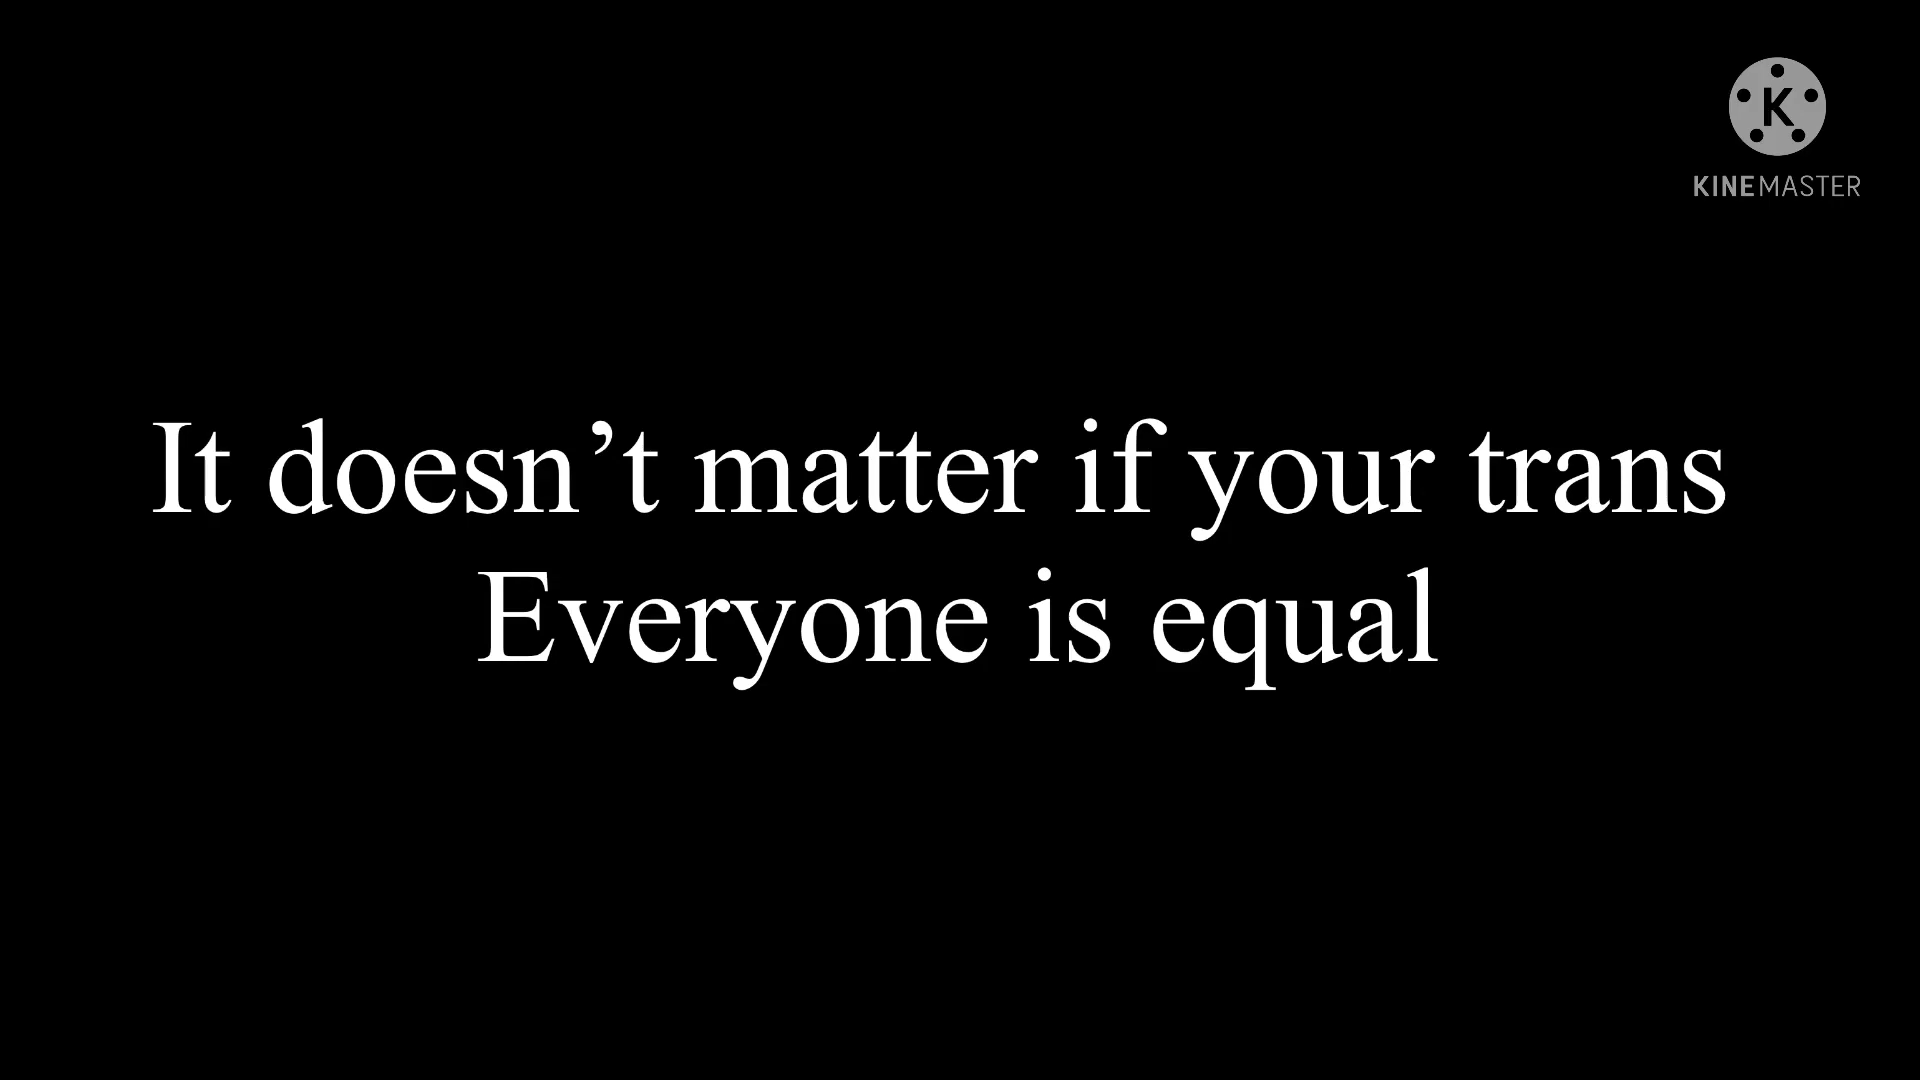 K
KINEMASTER
It doesn’t matter if your trans
Everyone is equal